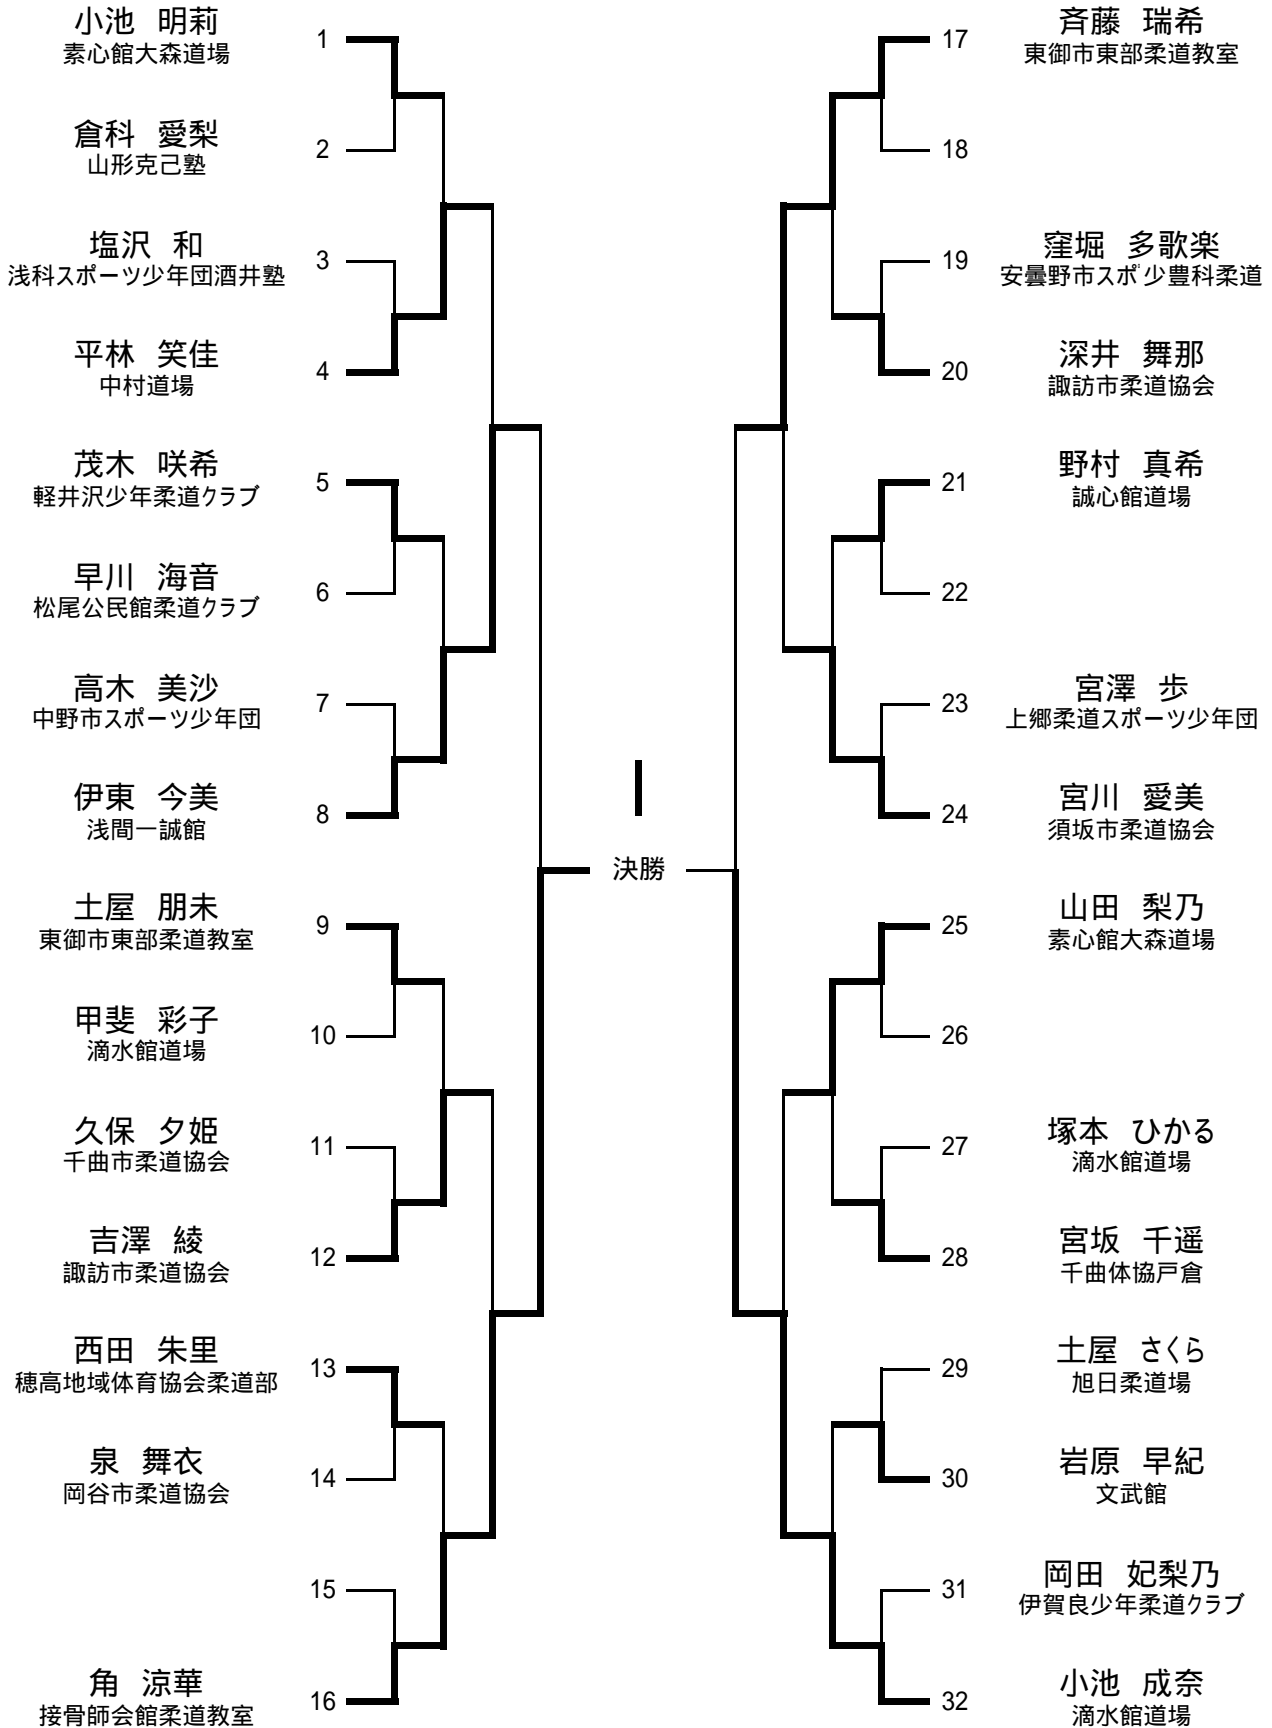 小池 明莉
素心館大森道場
1
倉科 愛梨
山形克己塾
2
塩沢 和
浅科スポーツ少年団酒井塾
3
平林 笑佳
中村道場
4
茂木 咲希
軽井沢少年柔道クラブ
5
早川 海音
松尾公民館柔道クラブ
6
高木 美沙
中野市スポーツ少年団
7
伊東 今美
浅間一誠館
8
土屋 朋未
東御市東部柔道教室
9
甲斐 彩子
滴水館道場
10
久保 夕姫
千曲市柔道協会
11
吉澤 綾
諏訪市柔道協会
12
西田 朱里
穂高地域体育協会柔道部
13
泉 舞衣
岡谷市柔道協会
14
15
角 涼華
接骨師会館柔道教室
16
決勝
17
斉藤 瑞希
東御市東部柔道教室
18
19
窪堀 多歌楽
安曇野市スポ少豊科柔道
20
深井 舞那
諏訪市柔道協会
21
野村 真希
誠心館道場
22
23
宮澤 歩
上郷柔道スポーツ少年団
24
宮川 愛美
須坂市柔道協会
25
山田 梨乃
素心館大森道場
26
27
塚本 ひかる
滴水館道場
28
宮坂 千遥
千曲体協戸倉
29
土屋 さくら
旭日柔道場
30
岩原 早紀
文武館
31
岡田 妃梨乃
伊賀良少年柔道クラブ
32
小池 成奈
滴水館道場